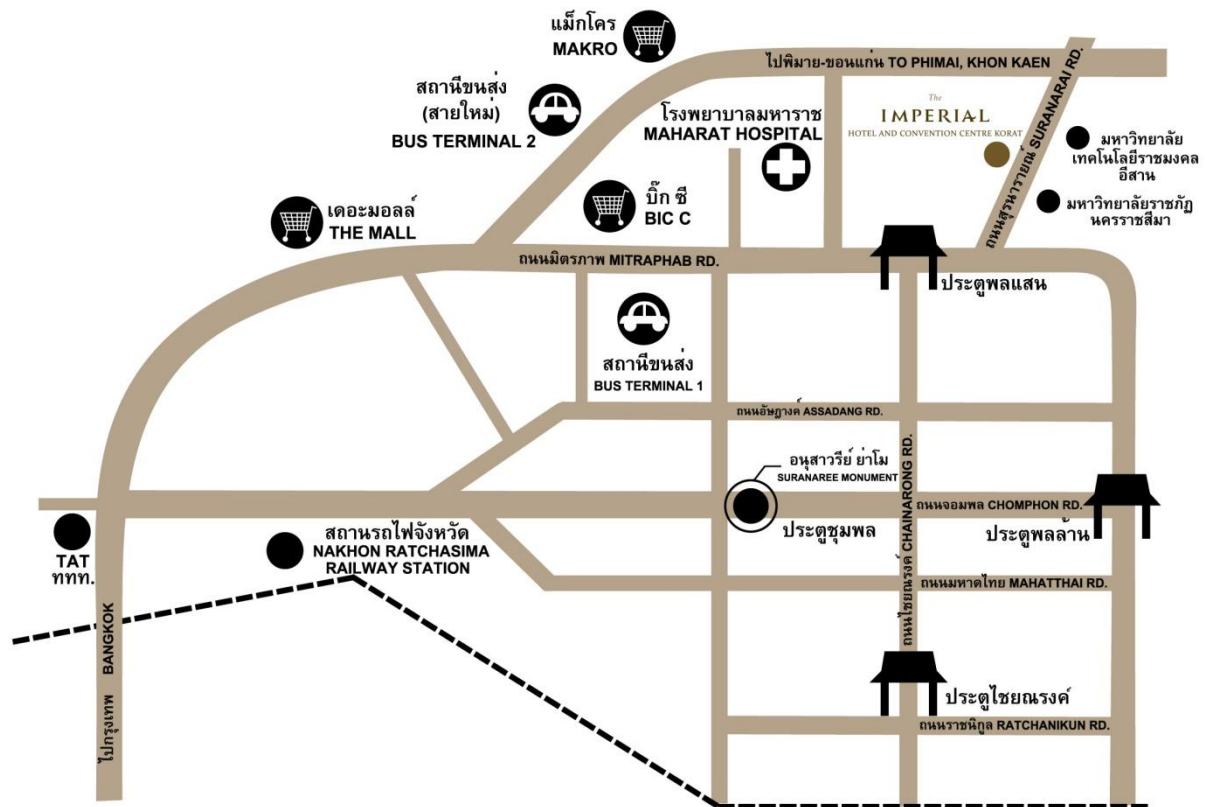 แม็กโคร
MAKRO
ไปพิมาย-ขอนแก่น TO PHIMAI, KHON KAEN
สถานีขนส่ง
(สายใหม่)
BUS TERMINAL 2
โรงพยาบาลมหาราช
MAHARAT HOSPITAL
The
IMPERIAL
HOTEL AND CONVENTION CENTRE KORAT
ถนนสุรนารายณ์ SURANARAI RD.
มหาวิทยาลัย
เทคโนโลยีราชมงคล
อีสาน
มหาวิทยาลัยราชภัฏ
นครราชสีมา
บิ๊ก ซี
BIC C
เดอะมอลล์
THE MALL
ถนนมิตรภาพ MITRAPHAB RD.
ประตูพลแสน
สถานีขนส่ง
BUS TERMINAL 1
ถนนอัษฎางค์ ASSADANG RD.
อนุสาวรีย์ ย่าโม
SURANAREE MONUMENT
ถนนจอมพล CHOMPHON RD.
ประตูชุมพล
ประตูพลล้าน
ถนนไชยณรงค์ CHAINARONG RD.
TAT
ททท.
สถานรถไฟจังหวัด
NAKHON RATCHASIMA
RAILWAY STATION
ถนนมหาดไทย MAHATTHAI RD.
ไปกรุงเทพ BANGKOK
ประตูไชยณรงค์
ถนนราชนิกูล RATCHANIKUN RD.